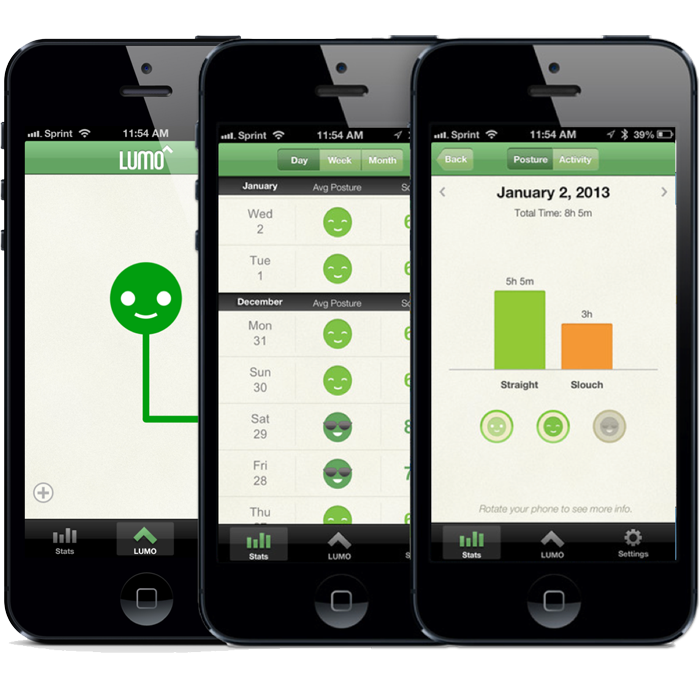 Sprint 11:54 AM
LUMO
Stats LUMO
Sprint 11:54 AM
Day Week Month
January Avg Posture
Wed
2
Tue
1
December Avg Posture
Mon
31
Sun
30
Sat
29
Fri
28
Thu
Stats LUMO
Sprint 11:54 AM 39%
Back Posture Activity
January 2, 2013
Total Time: 8h 5m
5h 5m
3h
Straight Slouch
Rotate your phone to see more info.
Stats LUMO Settings